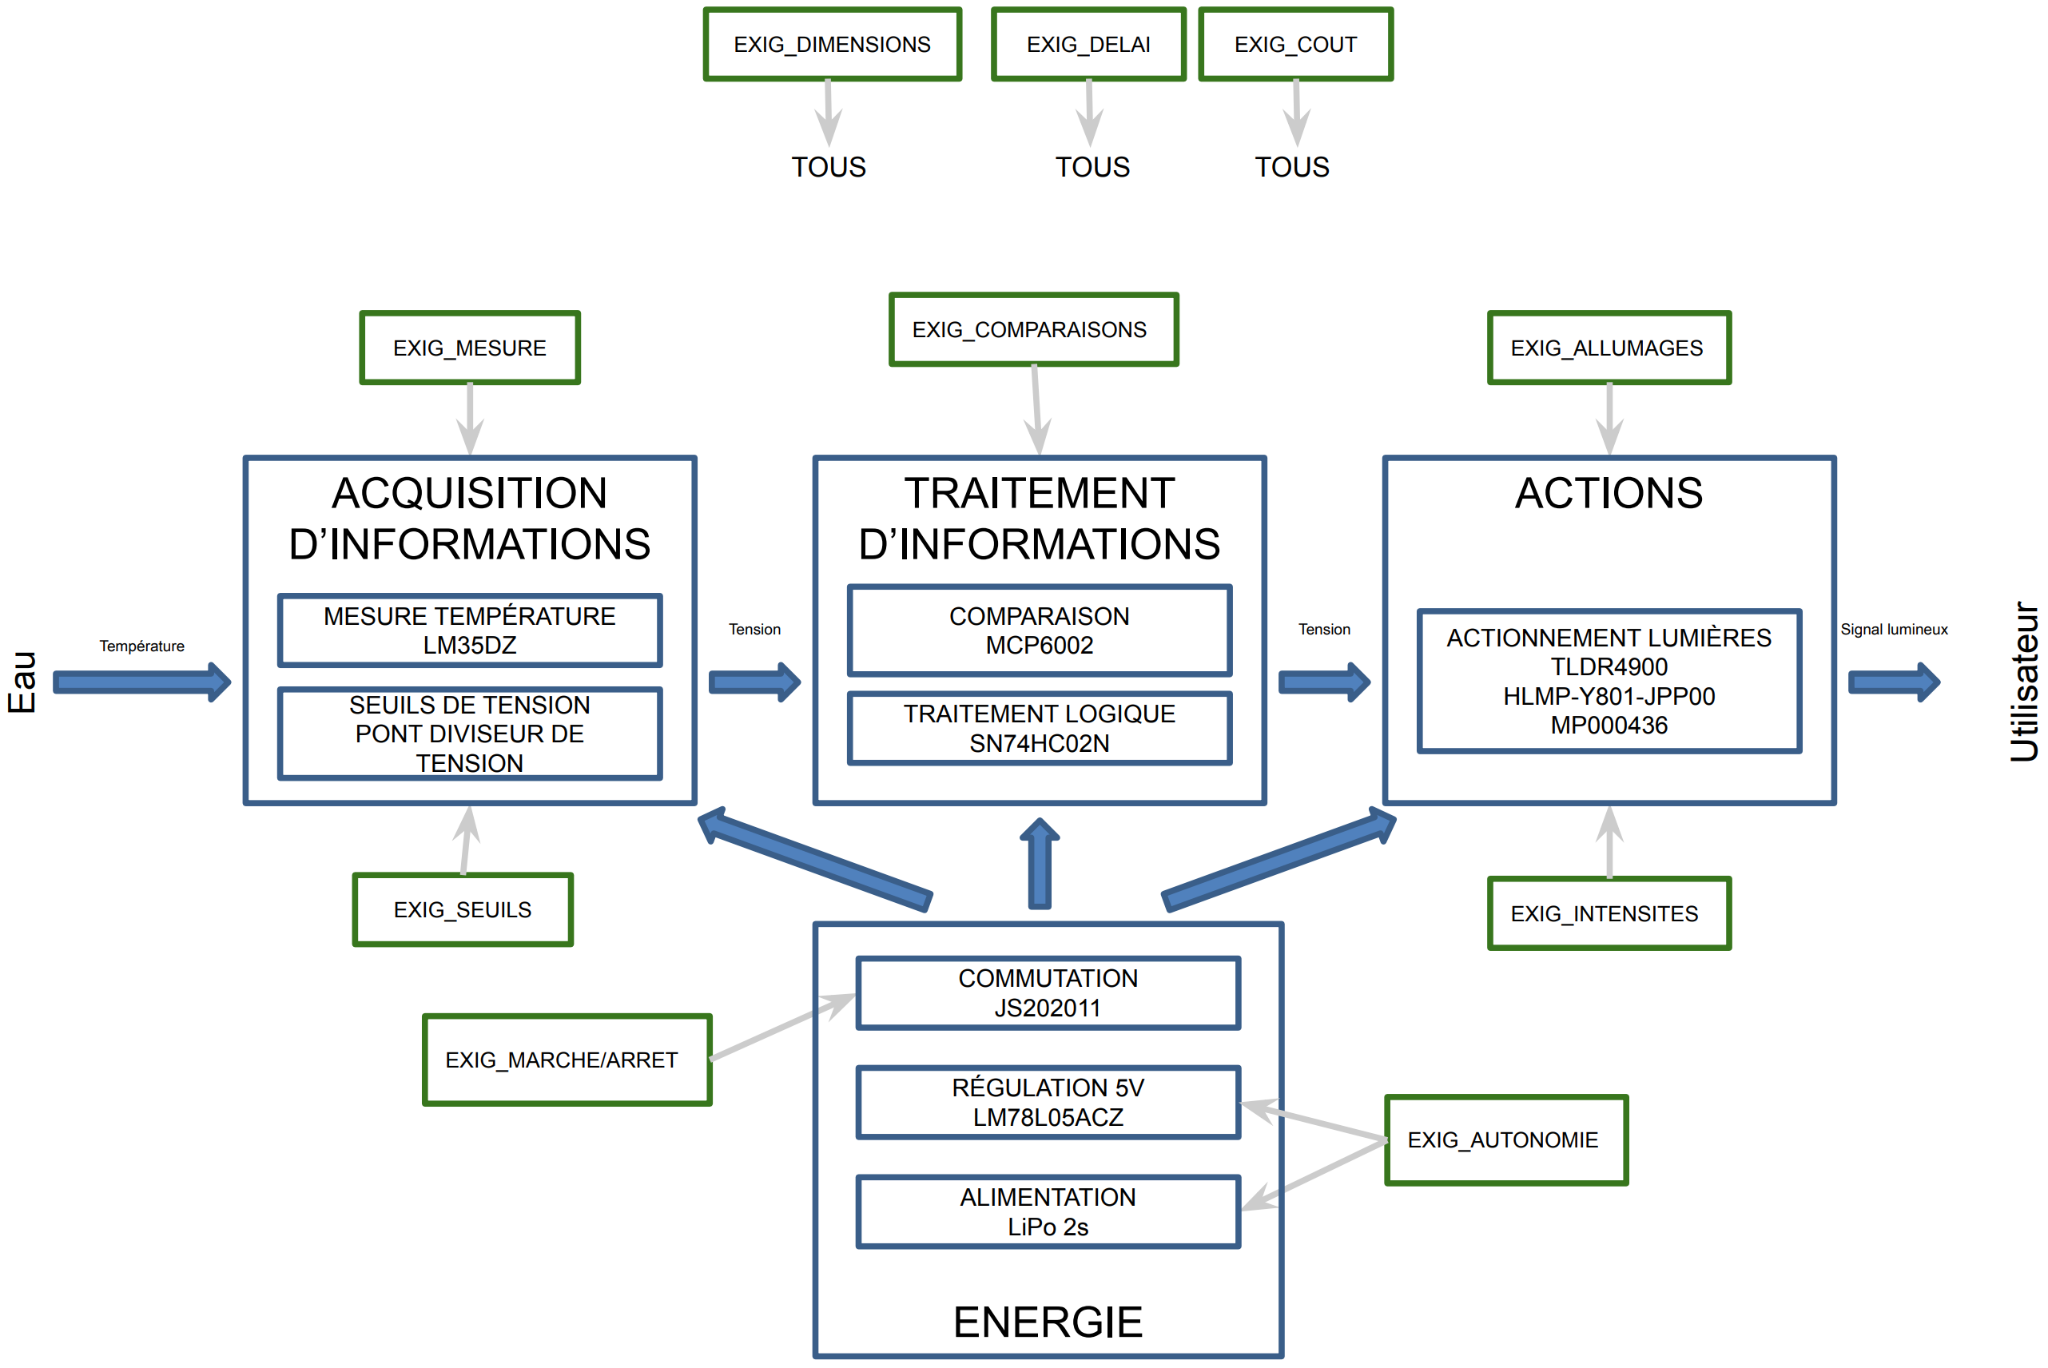 EXIG_DIMENSIONS
EXIG_DELAI
EXIG_COUT
TOUS
TOUS
TOUS
EXIG_MESURE
EXIG_COMPARAISONS
EXIG_ALLUMAGES
Eau
Température
ACQUISITION
D’INFORMATIONS
MESURE TEMPÉRATURE
LM35DZ
SEUILS DE TENSION
PONT DIVISEUR DE
TENSION
Tension
TRAITEMENT
D’INFORMATIONS
COMPARAISON
MCP6002
TRAITEMENT LOGIQUE
SN74HC02N
Tension
ACTIONS
ACTIONNEMENT LUMIÈRES
TLDR4900
HLMP-Y801-JPP00
MP000436
Signal lumineux
Utilisateur
EXIG_SEUILS
EXIG_INTENSITES
EXIG_MARCHE/ARRET
COMMUTATION
JS202011
RÉGULATION 5V
LM78L05ACZ
ALIMENTATION
LiPo 2s
ENERGIE
EXIG_AUTONOMIE